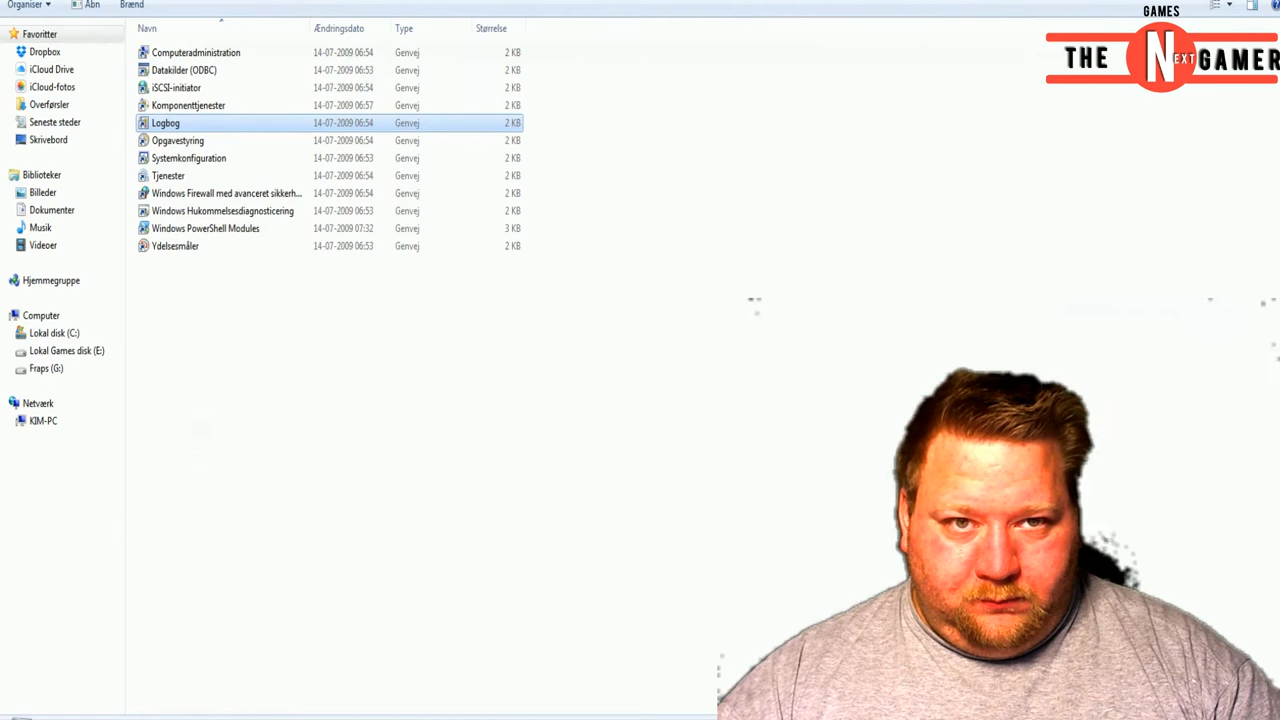 Organiser
Åbn
Brænd
GAMES
THE NEXT GAMER
Navn Ændringsdato Type Størrelse
Favoritter
Dropbox
iCloud Drive
iCloud-fotos
Overførsler
Seneste steder
Skrivebord
Biblioteker
Billeder
Dokumenter
Musik
Videoer
Hjemmegruppe
Computer
Lokal disk (C:)
Lokal Games disk (E:)
Fraps (G:)
Netværk
KIM-PC
Computeradministration 14-07-2009 06:54 Genvej 2 KB
Datakilder (ODBC) 14-07-2009 06:53 Genvej 2 KB
iSCSI-initiator 14-07-2009 06:54 Genvej 2 KB
Komponenttjenester 14-07-2009 06:57 Genvej 2 KB
Logbog 14-07-2009 06:54 Genvej 2 KB
Opgavestyring 14-07-2009 06:54 Genvej 2 KB
Systemkonfiguration 14-07-2009 06:53 Genvej 2 KB
Tjenester 14-07-2009 06:54 Genvej 2 KB
Windows Firewall med avanceret sikkerh... 14-07-2009 06:54 Genvej 2 KB
Windows Hukommelsesdiagnosticering 14-07-2009 06:53 Genvej 2 KB
Windows PowerShell Modules 14-07-2009 07:32 Genvej 3 KB
Ydelsesmåler 14-07-2009 06:53 Genvej 2 KB